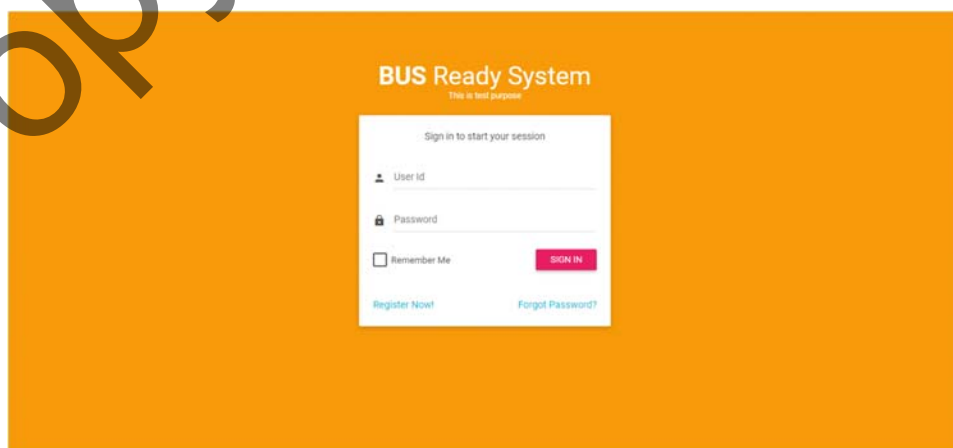 BUS Ready System
This is test purpose
Sign in to start your session
User Id
Password
Remember Me
SIGN IN
Register Now!
Forgot Password?